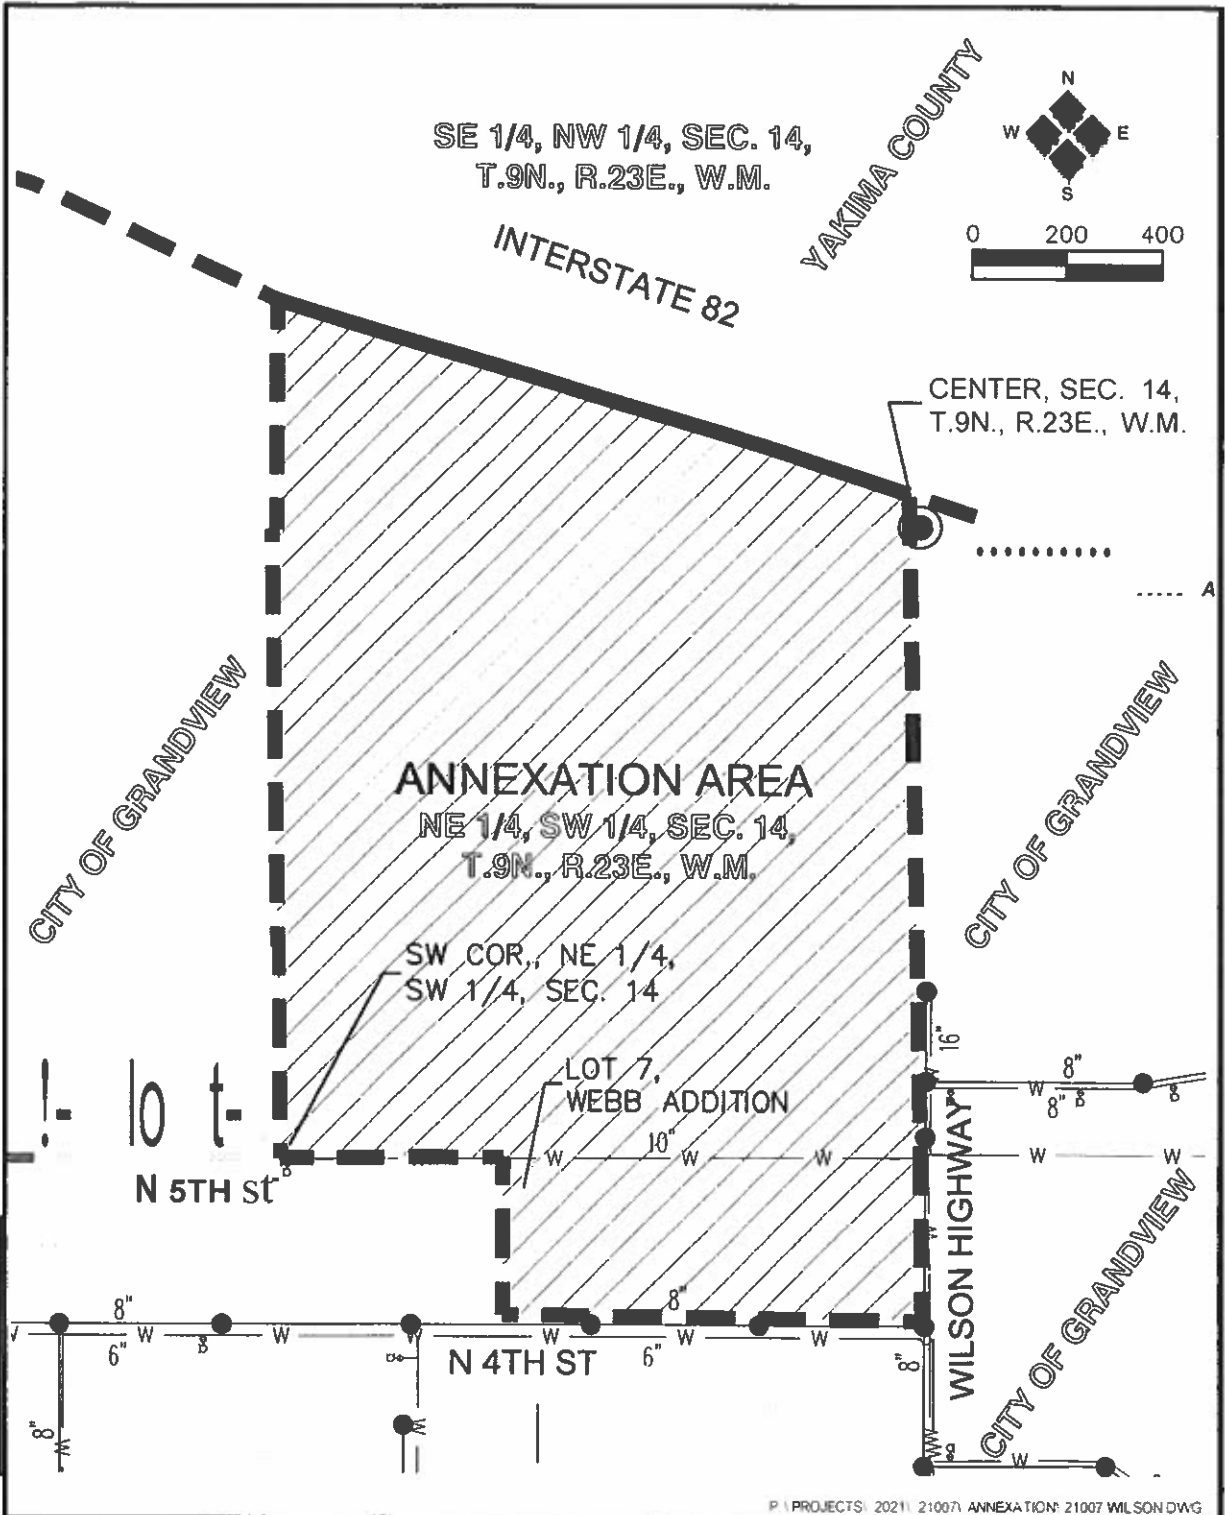 SE 1/4, NW 1/4, SEC. 14,
T.9N., R.23E., W.M.
YAKIMA COUNTY
N
W E
S
0 200 400
INTERSTATE 82
CENTER, SEC. 14,
T.9N., R.23E., W.M.
A
CITY OF GRANDVIEW
CITY OF GRANDVIEW
ANNEXATION AREA
NE 1/4, SW 1/4, SEC. 14,
T.9N., R.23E., W.M.
SW COR., NE 1/4,
SW 1/4, SEC. 14
LOT 7,
WEBB ADDITION
16"
8"
W
8"
10"
W W W W W
N 5TH st
WILSON HIGHWAY
CITY OF GRANDVIEW
8" 8"
W W W W W W
6" 6"
N 4TH ST
8" 8"
W W W W
P:\PROJECTS\2021\21007\ANNEXATION\21007 WILSON.DWG